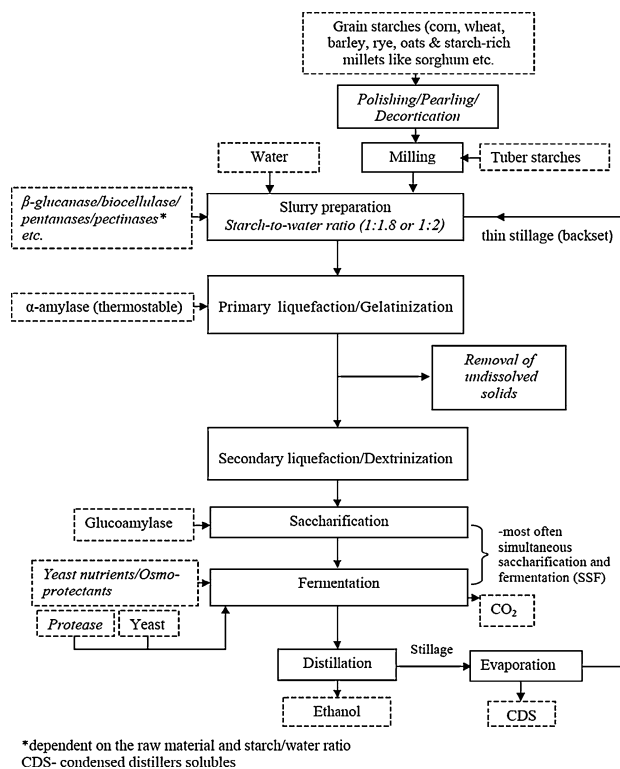 Grain starches (corn, wheat,
barley, rye, oats & starch-rich
millets like sorghum etc.
Polishing/Pearling/
Decortication
Water
Milling
Tuber starches
β-glucanase/biocellulase/
pentanases/pectinases*
etc.
Slurry preparation
Starch-to-water ratio (1:1.8 or 1:2)
thin stillage (backset)
α-amylase (thermostable)
Primary liquefaction/Gelatinization
Removal of
undissolved
solids
Secondary liquefaction/Dextrinization
Glucoamylase
Saccharification
-most often
simultaneous
saccharification and
fermentation (SSF)
Yeast nutrients/Osmo-
protectants
Fermentation
CO₂
Protease
Yeast
Distillation
Stillage
Evaporation
Ethanol
CDS
*dependent on the raw material and starch/water ratio
CDS- condensed distillers solubles